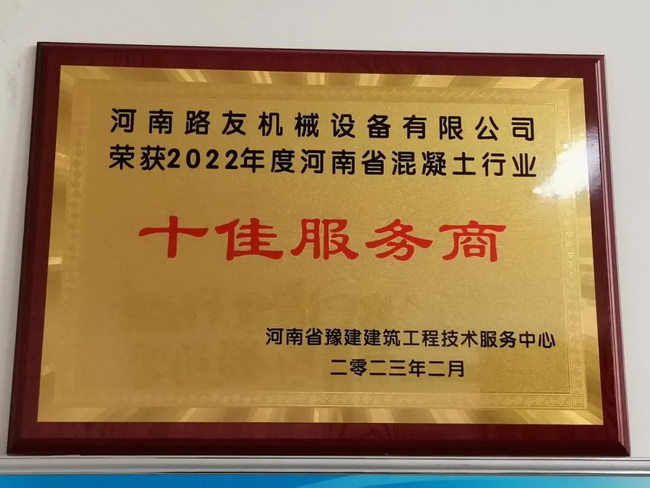 河南路友机械设备有限公司
荣获2022年度河南省混凝土行业
十佳服务商
河南省豫建建筑工程技术服务中心
二零二三年二月